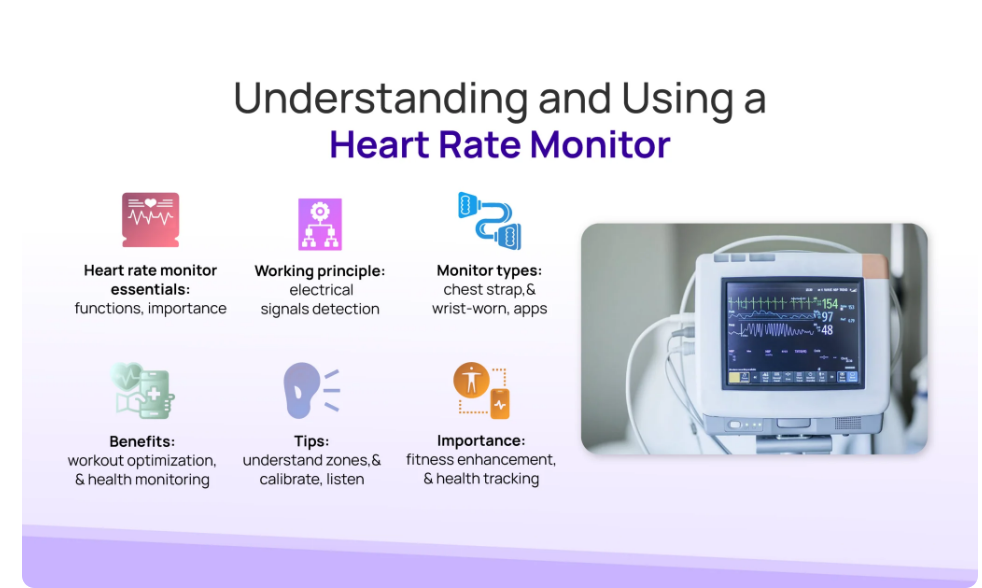 Understanding and Using a
Heart Rate Monitor
Heart rate monitor
essentials:
functions, importance
Working principle:
electrical
signals detection
Monitor types:
chest strap,&
wrist-worn, apps
Benefits:
workout optimization,
& health monitoring
Tips:
understand zones,&
calibrate, listen
Importance:
fitness enhancement,
& health tracking
154
97
48